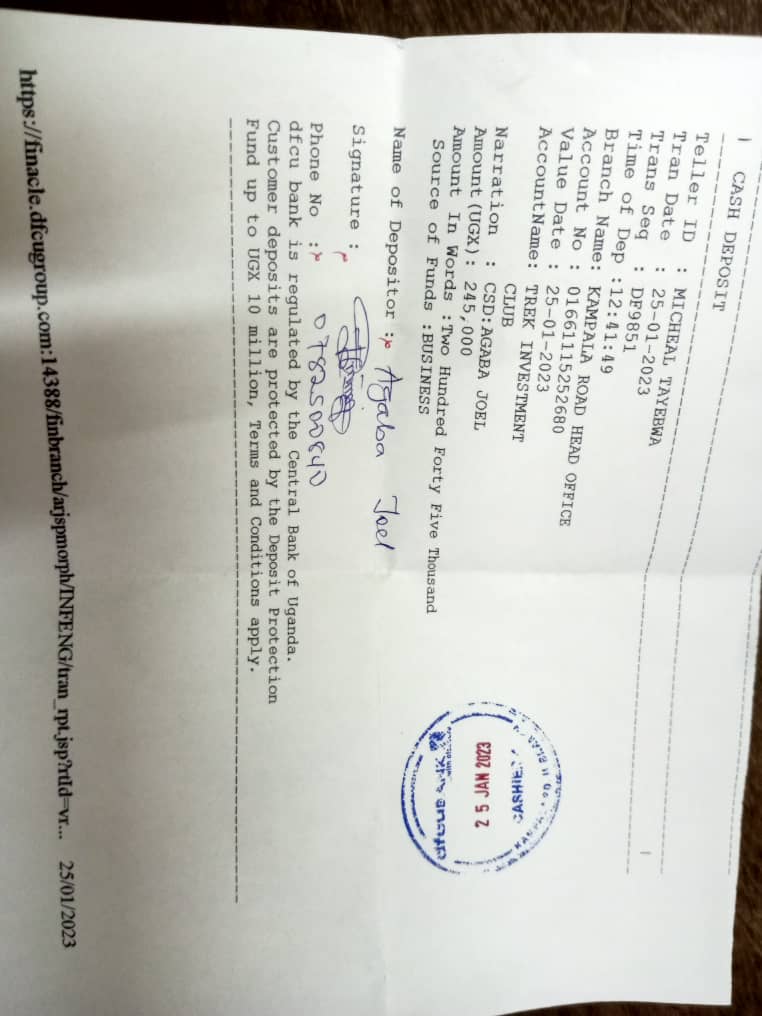 CASH DEPOSIT
Teller ID : MICHEAL TAYEBWA
Tran Date : 25-01-2023
Trans Seq : DF9851
Time of Dep :12:41:49
Branch Name: KAMPALA ROAD HEAD OFFICE
Account No : 01661115252680
Value Date : 25-01-2023
AccountName: TREK INVESTMENT
CLUB
Narration : CSD:AGABA JOEL
Amount(UGX): 245,000
Amount In Words :Two Hundred Forty Five Thousand
Source of Funds :BUSINESS
Name of Depositor : Agaba Joel
Signature :
Phone No : 0782500840
dfcu bank is regulated by the Central Bank of Uganda.
Customer deposits are protected by the Deposit Protection
Fund up to UGX 10 million, Terms and Conditions apply.
CASHIER
25 JAN 2023
https://finacle.dfcugroup.com:14388/finbranch/arjspmorph/INFENG/tran_rpt.jsp?rtId=vr... 25/01/2023